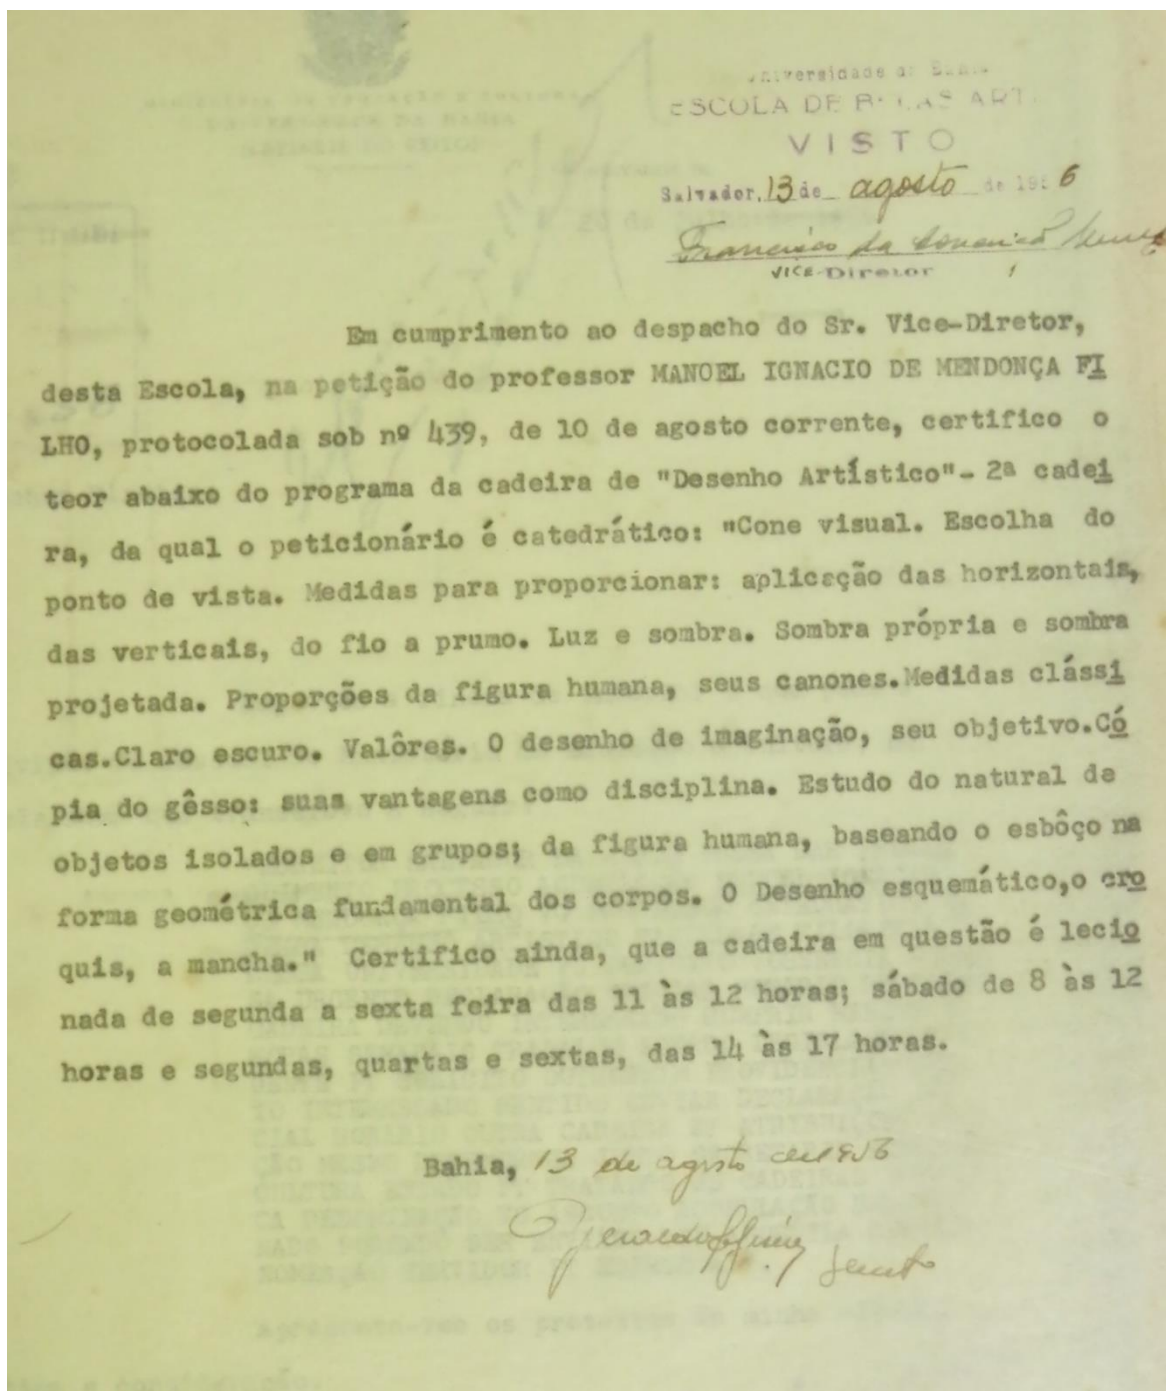 Universidade da Bahia
ESCOLA DE BELAS ARTES
VISTO
Salvador, 13 de agosto de 1956
Francisco da
VICE-Diretor
Em cumprimento ao despacho do Sr. Vice-Diretor,
desta Escola, na petição do professor MANOEL IGNACIO DE MENDONÇA FI
LHO, protocolada sob nº 439, de 10 de agosto corrente, certifico o
teor abaixo do programa da cadeira de "Desenho Artístico"- 2ª cadei
ra, da qual o peticionário é catedrático: "Cone visual. Escolha do
ponto de vista. Medidas para proporcionar: aplicação das horizontais,
das verticais, do fio a prumo. Luz e sombra. Sombra própria e sombra
projetada. Proporções da figura humana, seus canones.Medidas clássi
cas.Claro escuro. Valôres. O desenho de imaginação, seu objetivo.Có
pia do gêsso: suas vantagens como disciplina. Estudo do natural de
objetos isolados e em grupos; da figura humana, baseando o esbôço na
forma geométrica fundamental dos corpos. O Desenho esquemático,o cro
quis, a mancha." Certifico ainda, que a cadeira em questão é lecio
nada de segunda a sexta feira das 11 às 12 horas; sábado de 8 às 12
horas e segundas, quartas e sextas, das 14 às 17 horas.
Bahia, 13 de agosto de 1956